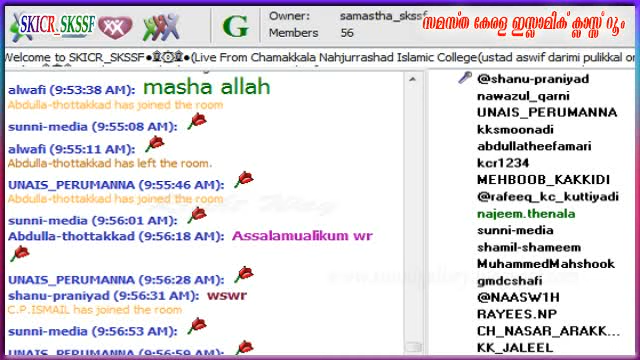 SKICR_SKSSF
G
Owner: samastha_skssf
Members 56
സമസ്ത കേരള ഇസ്ലാമിക് ക്ലാസ്സ് റൂം
Welcome to SKICR_SKSSF●۩۞۩●(Live From Chamakkala Nahjurrashad Islamic College(ustad aswif darimi pulikkal on
alwafi (9:53:38 AM): masha allah
Abdulla-thottakkad has joined the room
sunni-media (9:55:08 AM):
alwafi (9:55:11 AM):
Abdulla-thottakkad has left the room.
UNAIS_PERUMANNA (9:55:46 AM):
Abdulla-thottakkad has joined the room
sunni-media (9:56:01 AM):
Abdulla-thottakkad (9:56:18 AM): Assalamualikum wr
UNAIS_PERUMANNA (9:56:28 AM):
shanu-praniyad (9:56:31 AM): wswr
C.P.ISMAIL has joined the room
sunni-media (9:56:53 AM):
UNAIS_PERUMANNA (9:56:59 AM):
@shanu-praniyad
nawazul_qarni
UNAIS_PERUMANNA
kksmoonadi
abdullatheefamari
kcr1234
MEHBOOB_KAKKIDI
@rafeeq_kc_kuttiyadi
najeem.thenala
sunni-media
shamil-shameem
MuhammedMahshook
gmdcshafi
@NAASW1H
RAYEES.NP
CH_NASAR_ARAKK...
KK_JALEEL